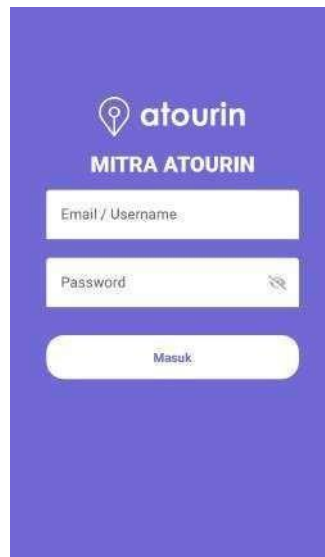 atourin
MITRA ATOURIN
Email / Username
Password
Masuk